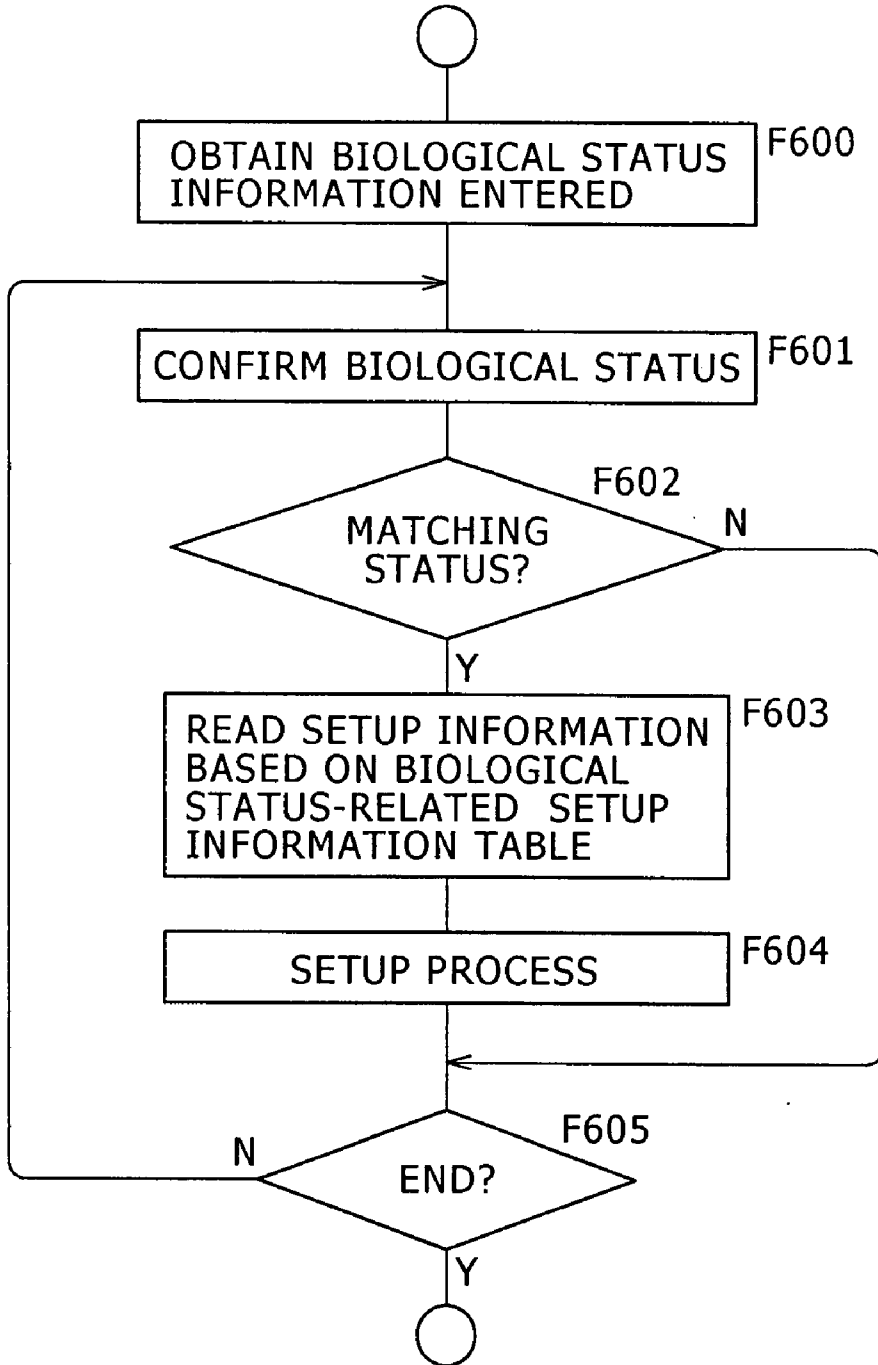 F600
OBTAIN BIOLOGICAL STATUS
INFORMATION ENTERED
F601
CONFIRM BIOLOGICAL STATUS
F602
N
MATCHING
STATUS?
Y
F603
READ SETUP INFORMATION
BASED ON BIOLOGICAL
STATUS-RELATED SETUP
INFORMATION TABLE
F604
SETUP PROCESS
F605
N
END?
Y